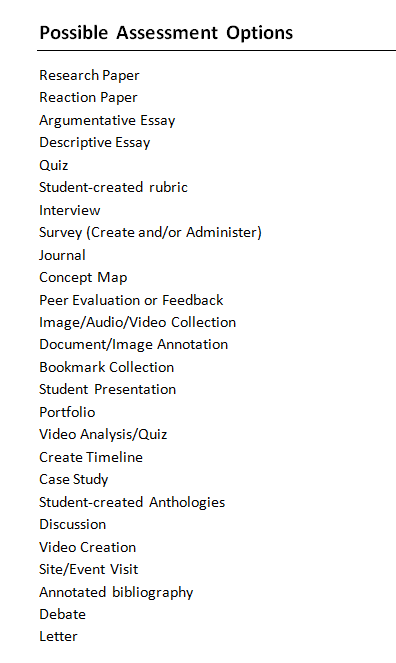 Possible Assessment Options
Research Paper
Reaction Paper
Argumentative Essay
Descriptive Essay
Quiz
Student-created rubric
Interview
Survey (Create and/or Administer)
Journal
Concept Map
Peer Evaluation or Feedback
Image/Audio/Video Collection
Document/Image Annotation
Bookmark Collection
Student Presentation
Portfolio
Video Analysis/Quiz
Create Timeline
Case Study
Student-created Anthologies
Discussion
Video Creation
Site/Event Visit
Annotated bibliography
Debate
Letter